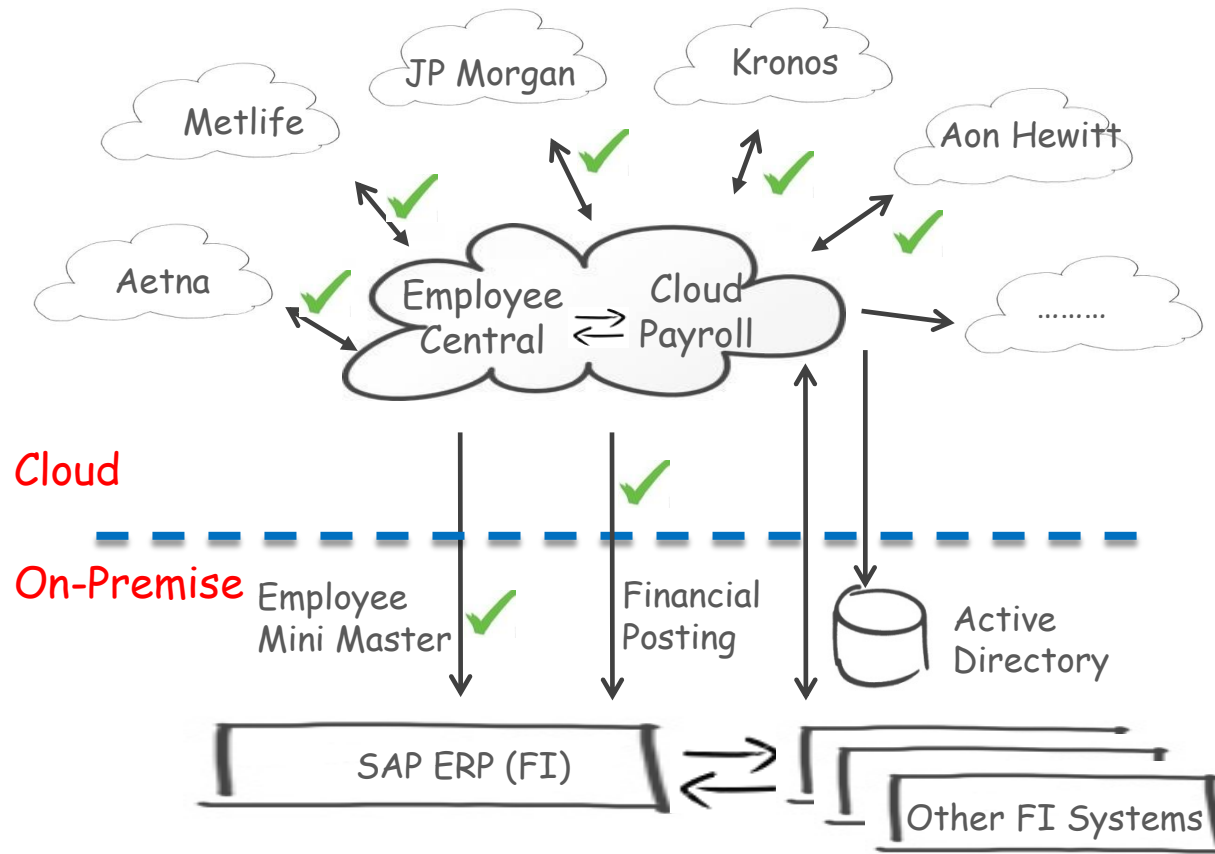 JP Morgan
Kronos
Metlife
Aon Hewitt
Aetna
Employee
Central
Cloud
Payroll
………
Cloud
On-Premise
Employee
Mini Master
Financial
Posting
Active
Directory
SAP ERP (FI)
Other FI Systems